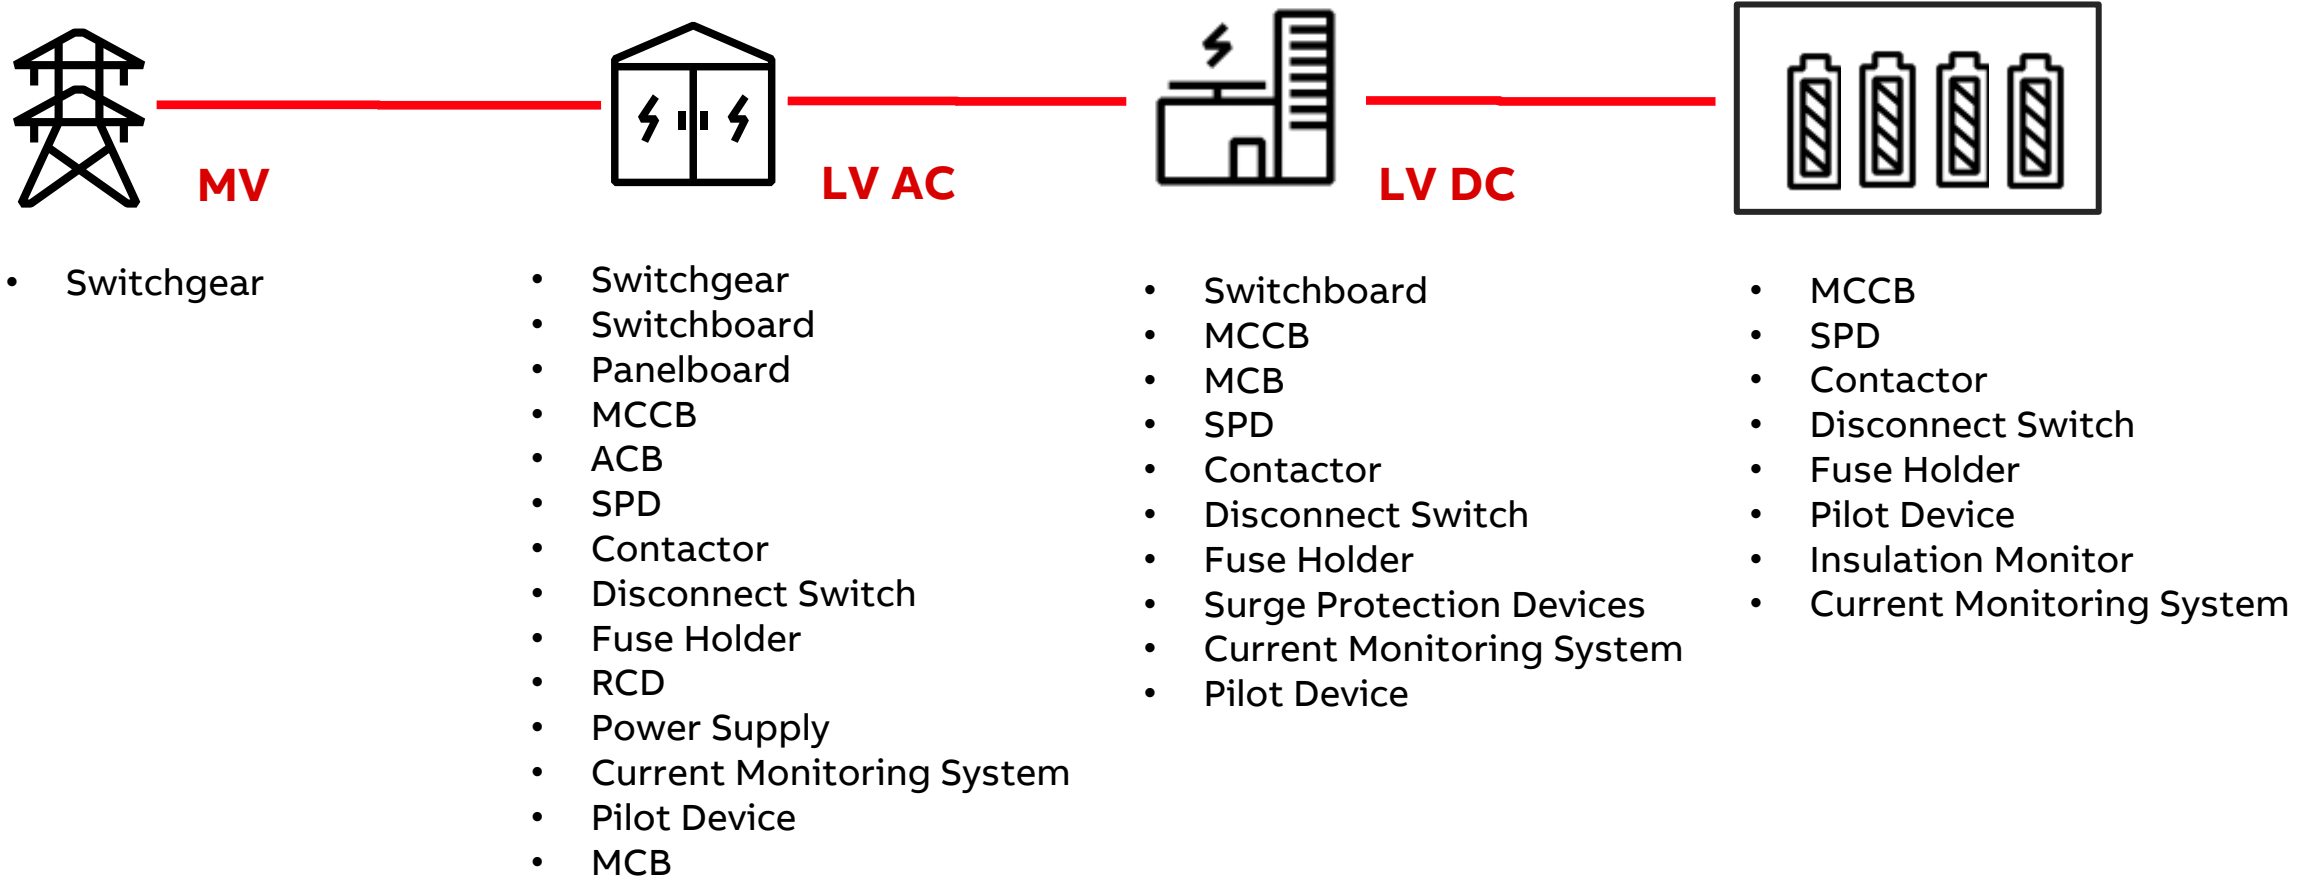 MV
LV AC
LV DC
• Switchgear
• Switchgear
• Switchboard
• Panelboard
• MCCB
• ACB
• SPD
• Contactor
• Disconnect Switch
• Fuse Holder
• RCD
• Power Supply
• Current Monitoring System
• Pilot Device
• MCB
• Switchboard
• MCCB
• MCB
• SPD
• Contactor
• Disconnect Switch
• Fuse Holder
• Surge Protection Devices
• Current Monitoring System
• Pilot Device
• MCCB
• SPD
• Contactor
• Disconnect Switch
• Fuse Holder
• Pilot Device
• Insulation Monitor
• Current Monitoring System